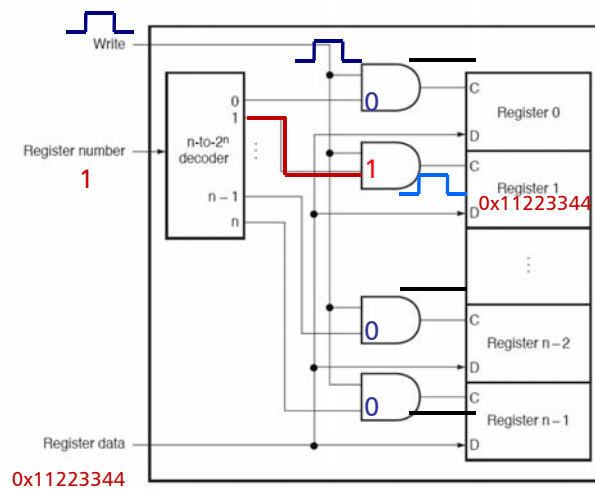 Write
0
C
Register 0
0
1
n-to-2ⁿ
decoder
⋮
D
Register number
1
1
C
Register 1
0x11223344
n – 1
D
n
⋮
C
0
Register n – 2
D
C
0
Register n – 1
Register data
D
0x11223344